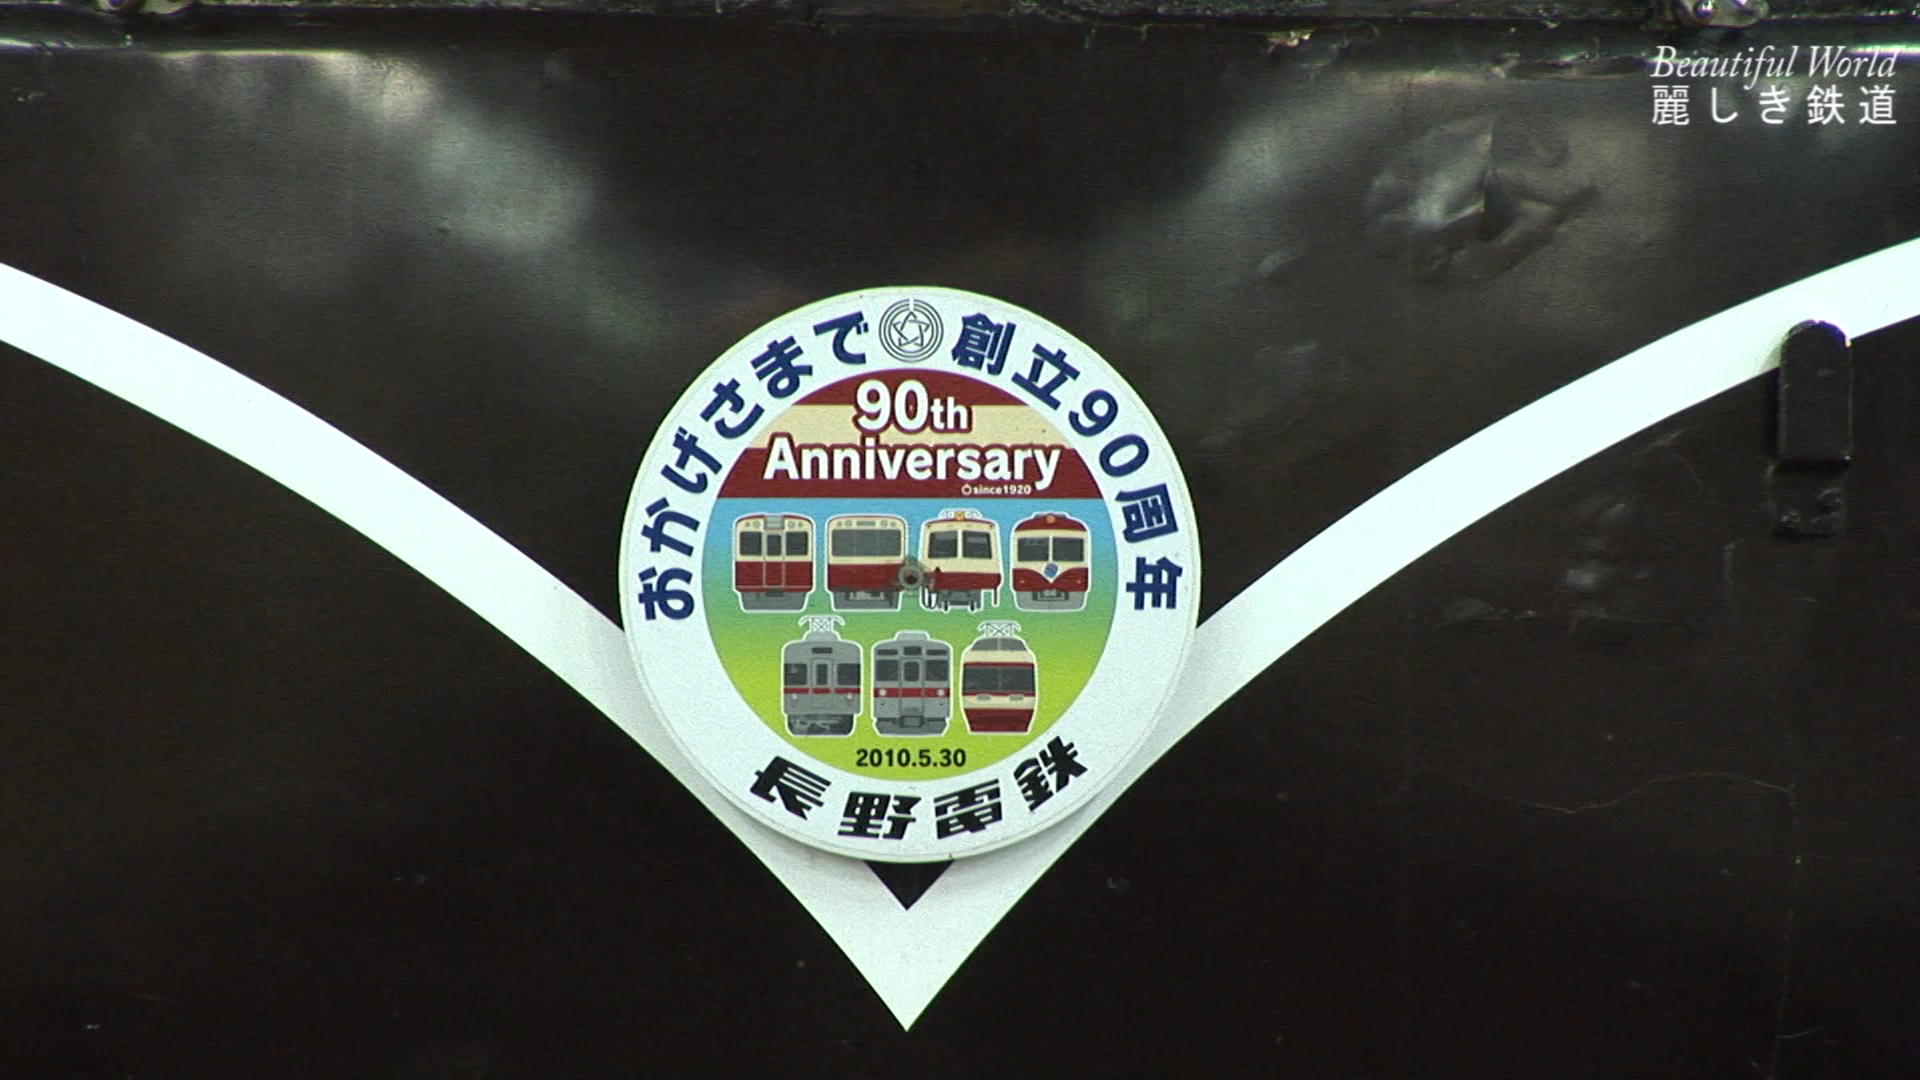 Beautiful World
麗しき鉄道
おかげさまで 創立90周年
90th
Anniversary
since1920
2010.5.30
長野電鉄